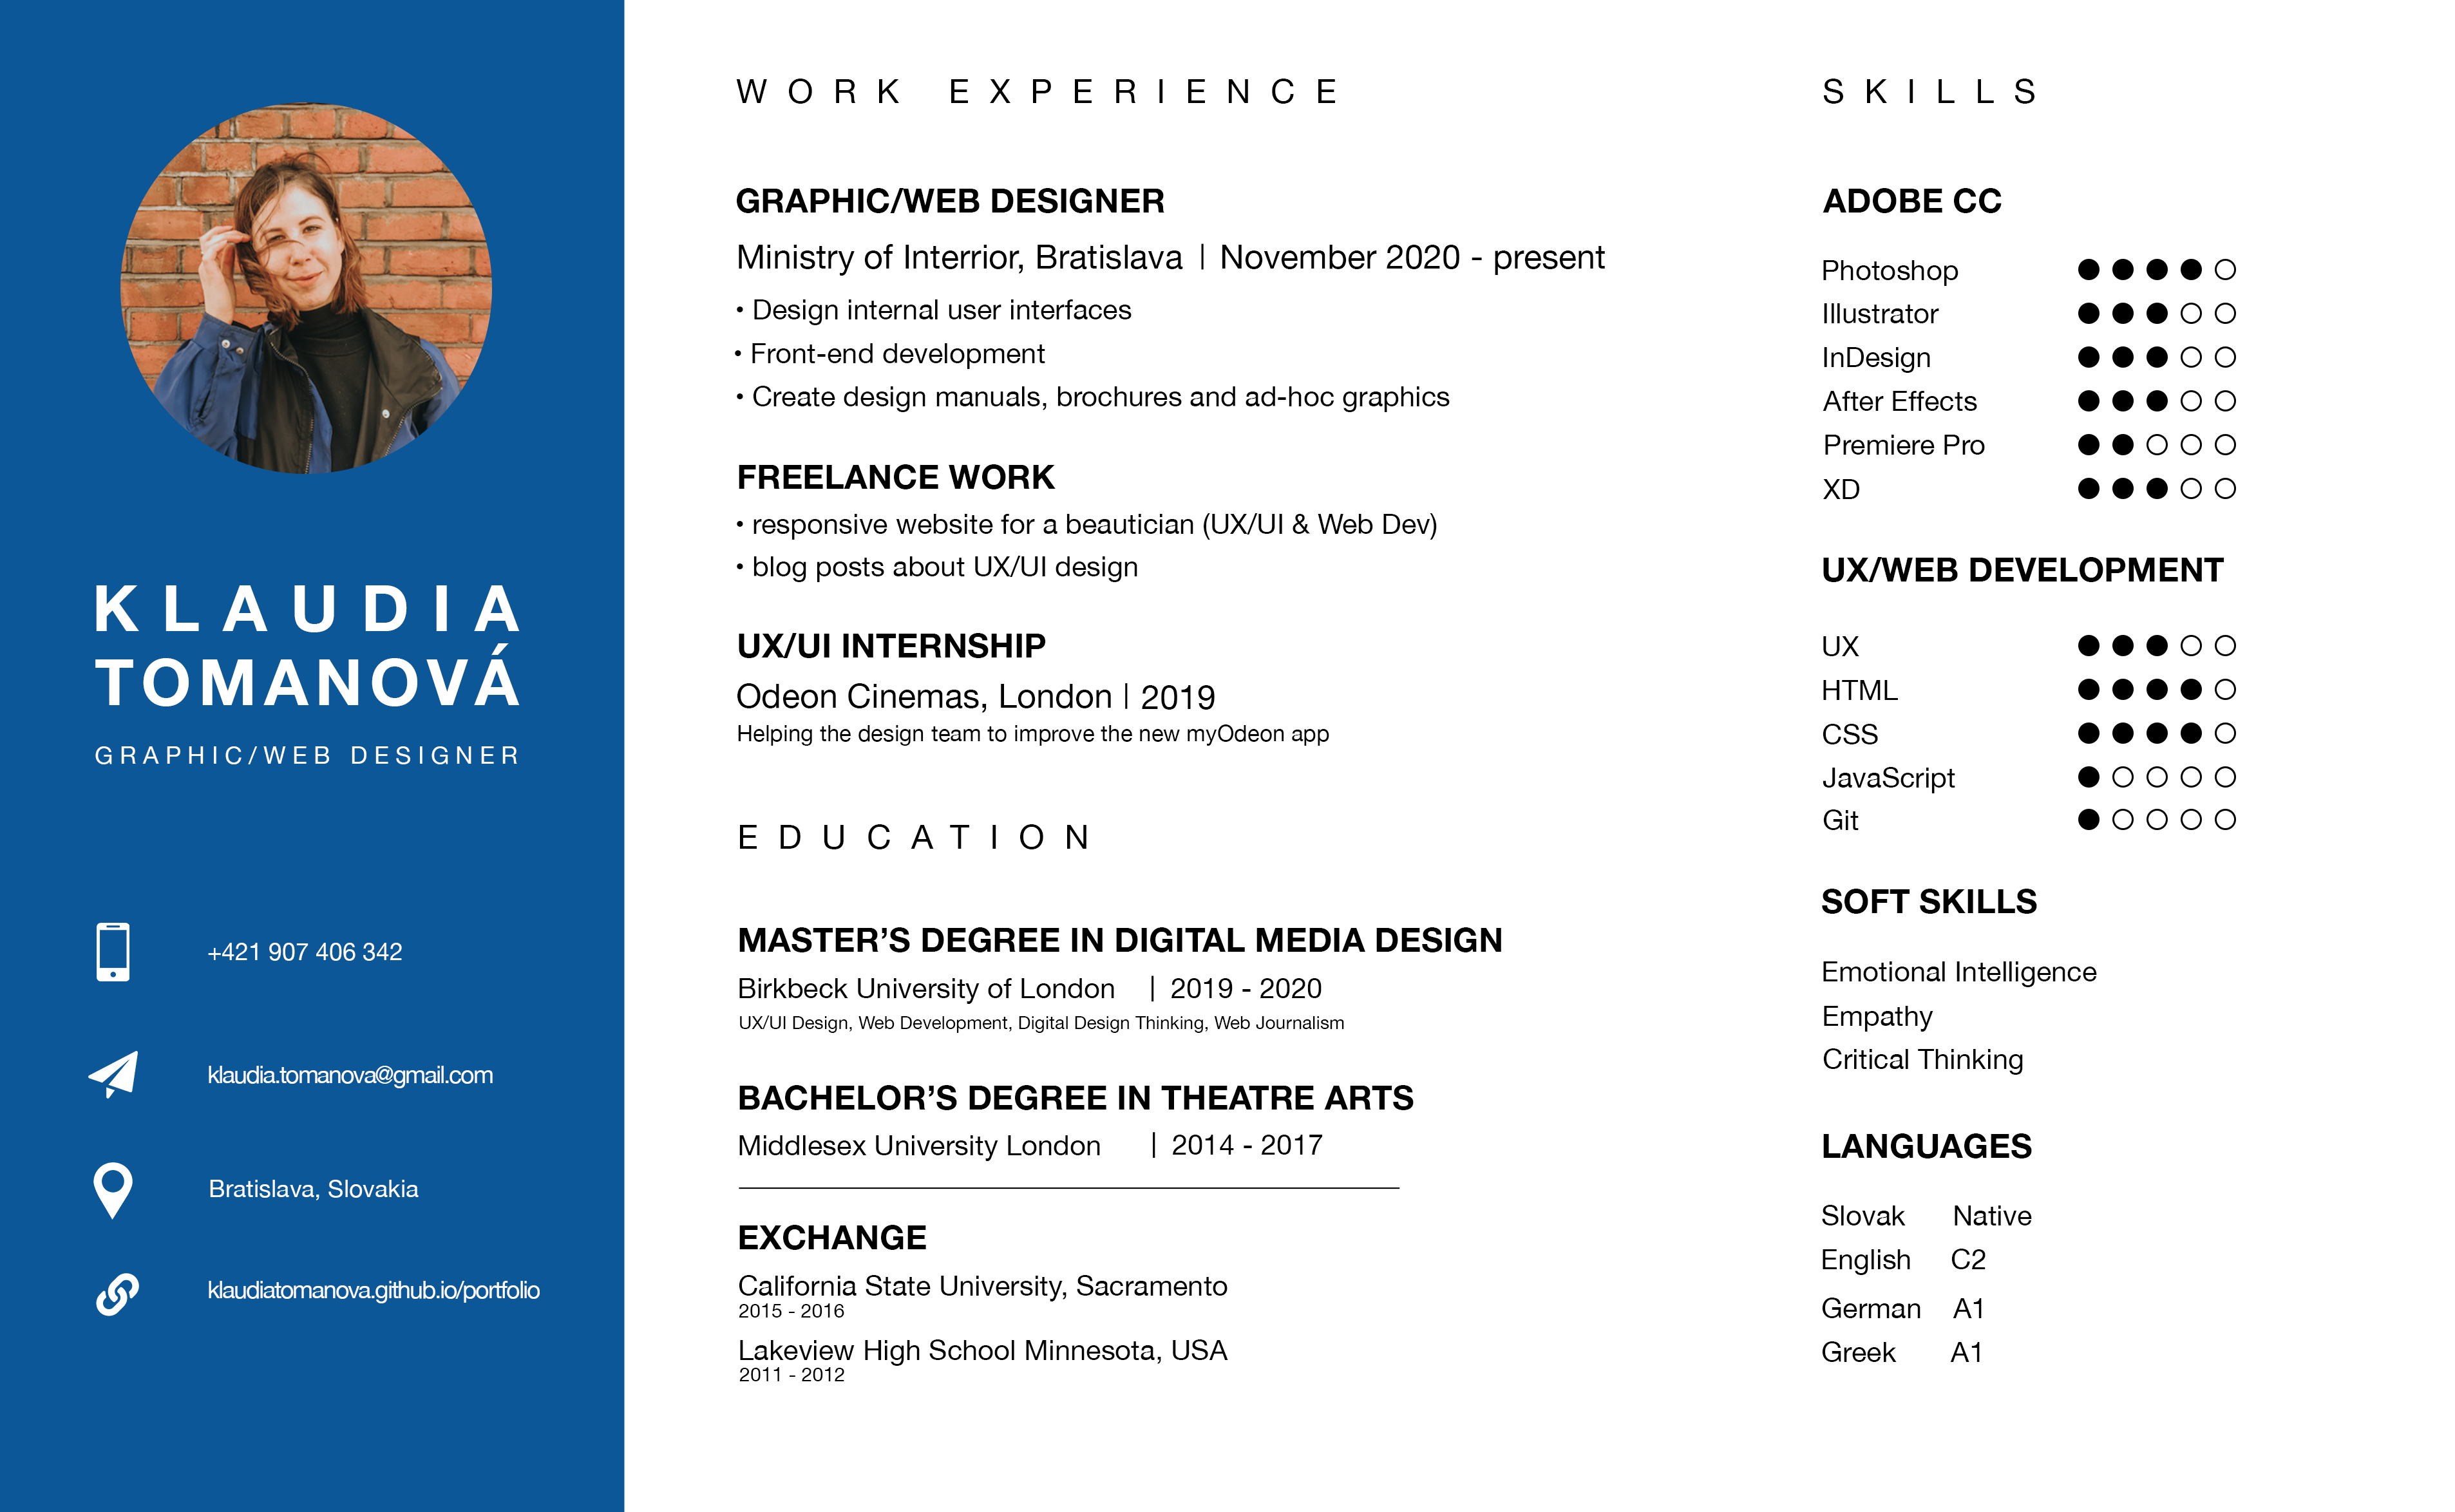 KLAUDIA
TOMANOVÁ
GRAPHIC/WEB DESIGNER
+421 907 406 342
klaudia.tomanova@gmail.com
Bratislava, Slovakia
klaudiatomanova.github.io/portfolio
WORK EXPERIENCE
GRAPHIC/WEB DESIGNER
Ministry of Interrior, Bratislava | November 2020 - present
• Design internal user interfaces
• Front-end development
• Create design manuals, brochures and ad-hoc graphics
FREELANCE WORK
• responsive website for a beautician (UX/UI & Web Dev)
• blog posts about UX/UI design
UX/UI INTERNSHIP
Odeon Cinemas, London | 2019
Helping the design team to improve the new myOdeon app
EDUCATION
MASTER’S DEGREE IN DIGITAL MEDIA DESIGN
Birkbeck University of London | 2019 - 2020
UX/UI Design, Web Development, Digital Design Thinking, Web Journalism
BACHELOR’S DEGREE IN THEATRE ARTS
Middlesex University London | 2014 - 2017
EXCHANGE
California State University, Sacramento
2015 - 2016
Lakeview High School Minnesota, USA
2011 - 2012
SKILLS
ADOBE CC
Photoshop
Illustrator
InDesign
After Effects
Premiere Pro
XD
UX/WEB DEVELOPMENT
UX
HTML
CSS
JavaScript
Git
SOFT SKILLS
Emotional Intelligence
Empathy
Critical Thinking
LANGUAGES
Slovak Native
English C2
German A1
Greek A1